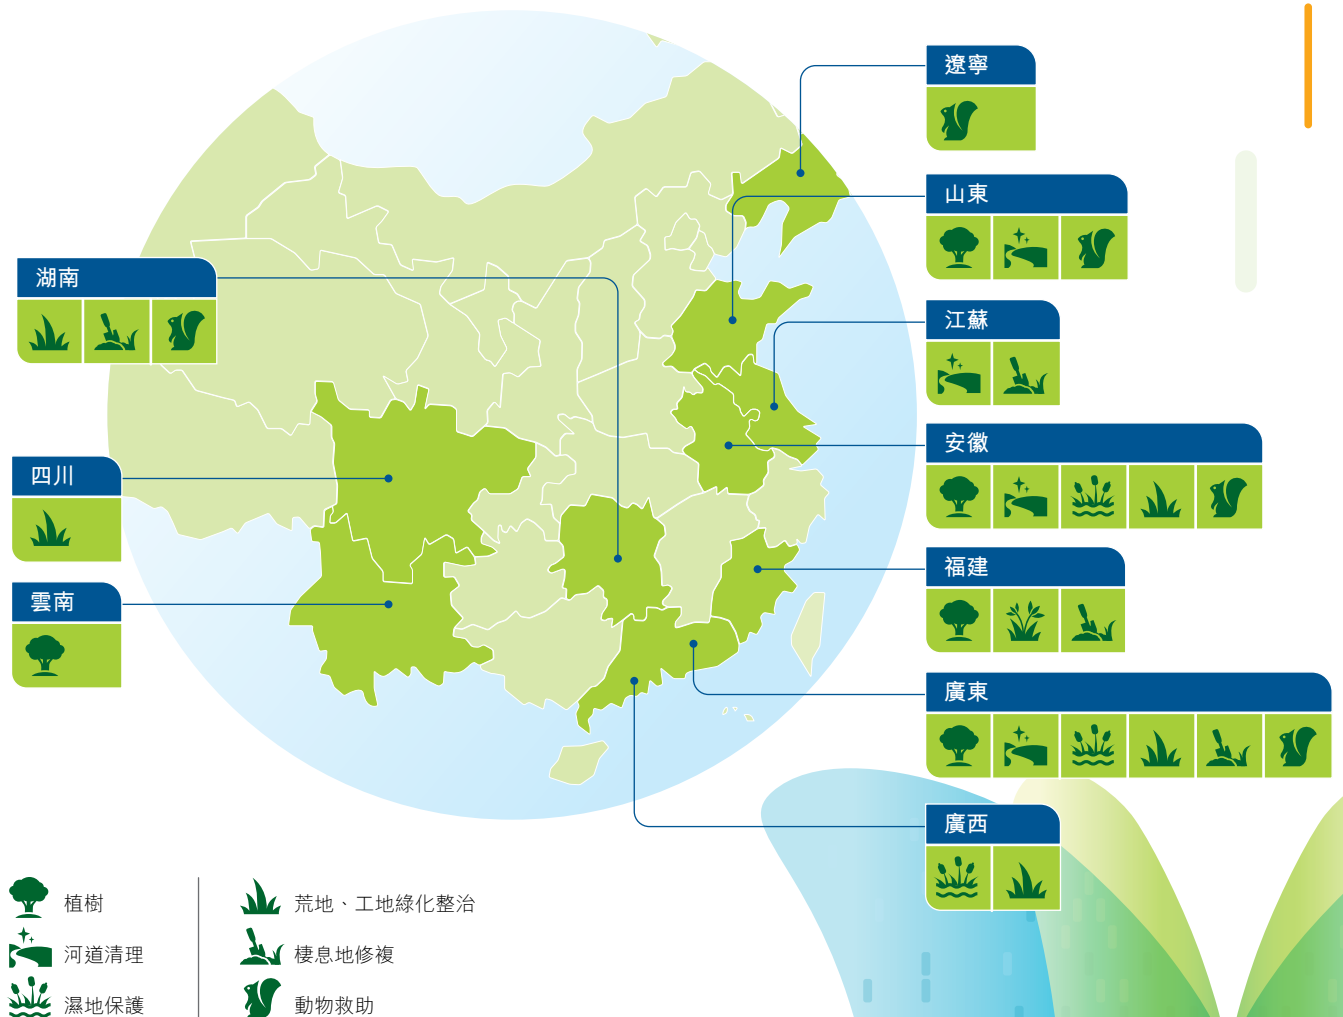 遼寧
山東
湖南
江蘇
安徽
四川
福建
雲南
廣東
廣西
植樹
河道清理
濕地保護
荒地、工地綠化整治
棲息地修複
動物救助